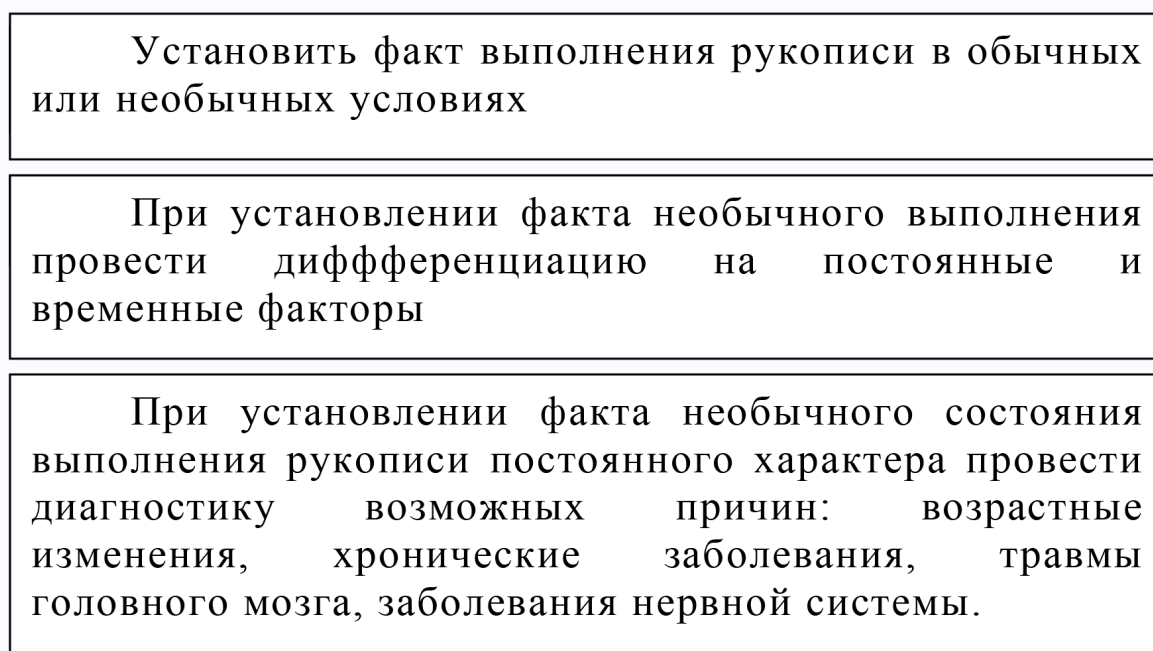 Установить факт выполнения рукописи в обычных
или необычных условиях
При установлении факта необычного выполнения
провести диффференциацию на постоянные и
временные факторы
При установлении факта необычного состояния
выполнения рукописи постоянного характера провести
диагностику возможных причин: возрастные
изменения, хронические заболевания, травмы
головного мозга, заболевания нервной системы.